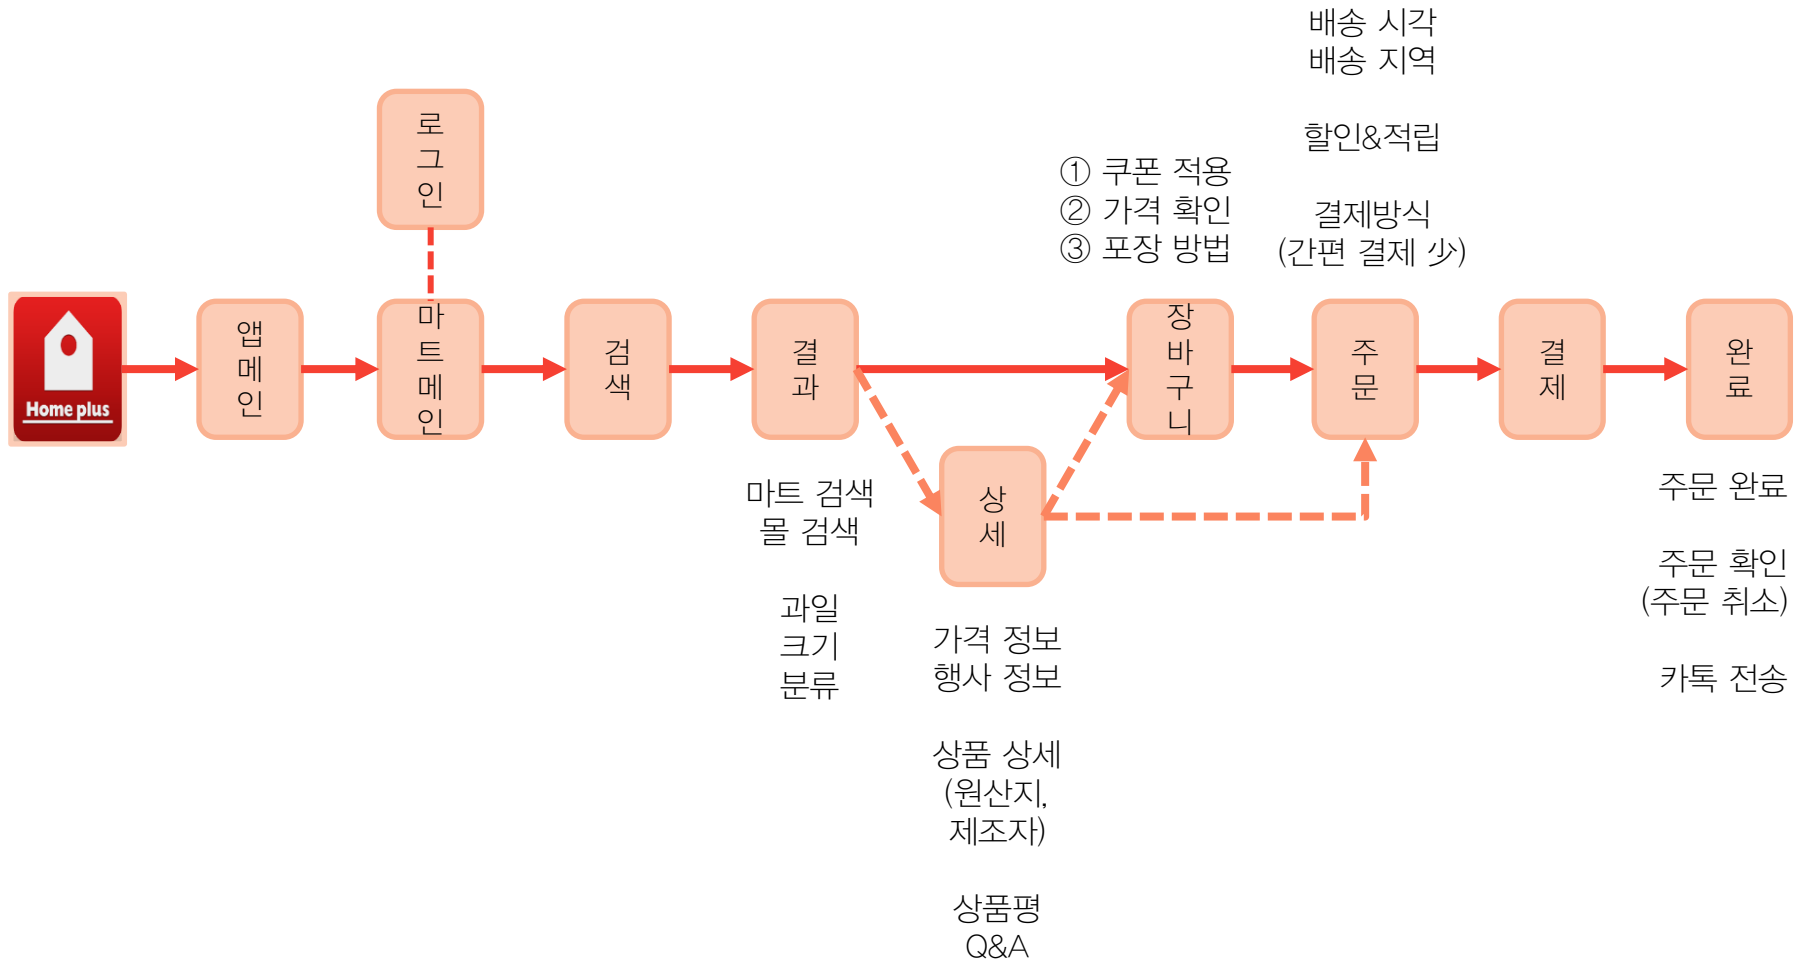 배송 시각
배송 지역
할인&적립
결제방식
(간편 결제 少)
① 쿠폰 적용
② 가격 확인
③ 포장 방법
로
그
인
Home plus
앱
메
인
마
트
메
인
검
색
결
과
장
바
구
니
주
문
결
제
완
료
마트 검색
몰 검색
과일
크기
분류
상
세
가격 정보
행사 정보
상품 상세
(원산지,
제조자)
상품평
Q&A
주문 완료
주문 확인
(주문 취소)
카톡 전송